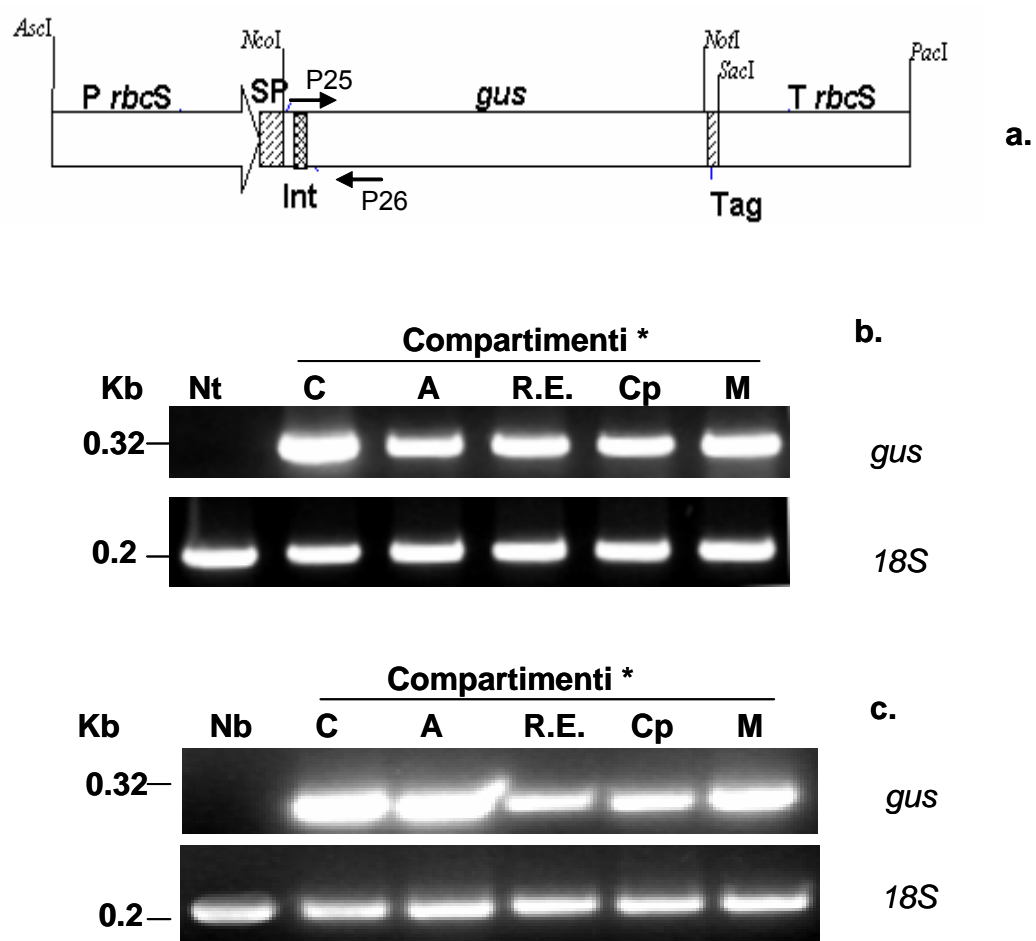 AscI
NcoI
NotI
SacI
PacI
P rbcS
SP
P25
gus
T rbcS
a.
Int
P26
Tag
b.
Compartimenti *
Kb Nt C A R.E. Cp M
0.32 gus
0.2 18S
c.
Compartimenti *
Kb Nb C A R.E. Cp M
0.32 gus
0.2 18S